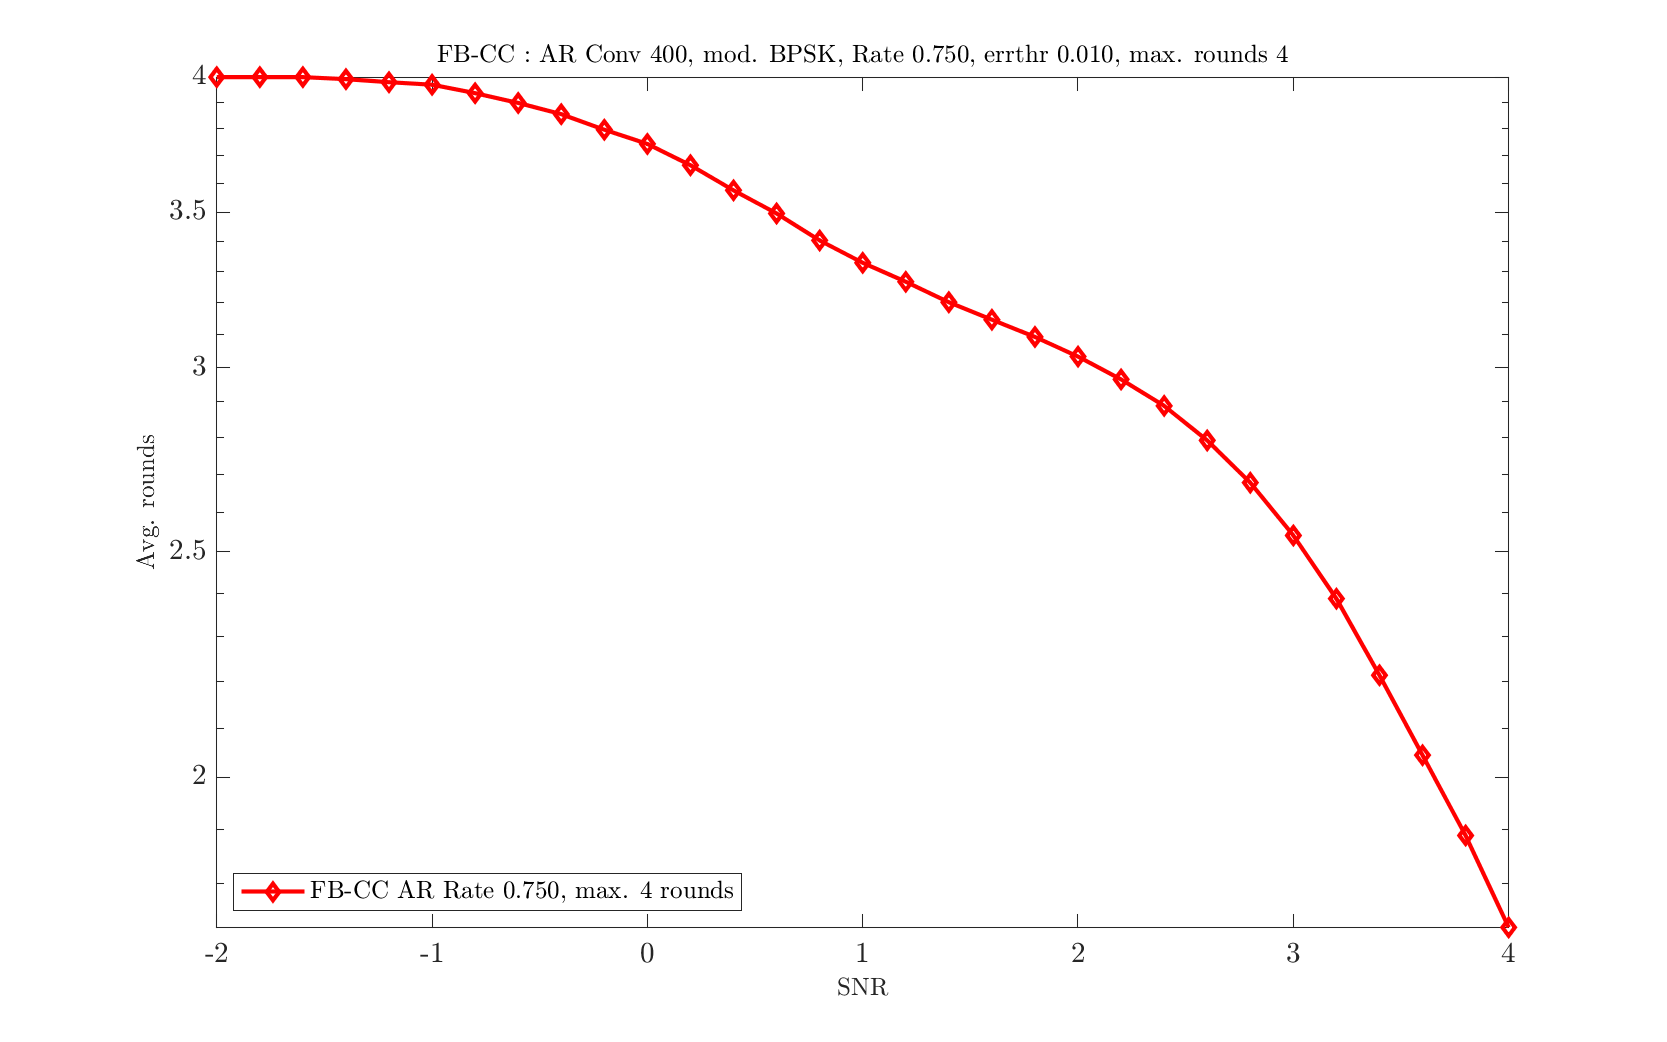 FB-CC : AR Conv 400, mod. BPSK, Rate 0.750, errthr 0.010, max. rounds 4
4
3.5
3
2.5
2
Avg. rounds
FB-CC AR Rate 0.750, max. 4 rounds
-2 -1 0 1 2 3 4
SNR